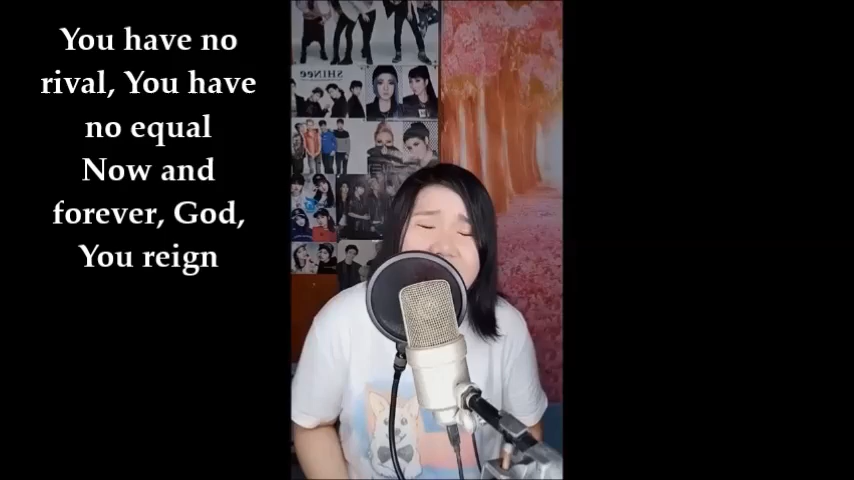 You have no
rival, You have
no equal
Now and
forever, God,
You reign
SHINee